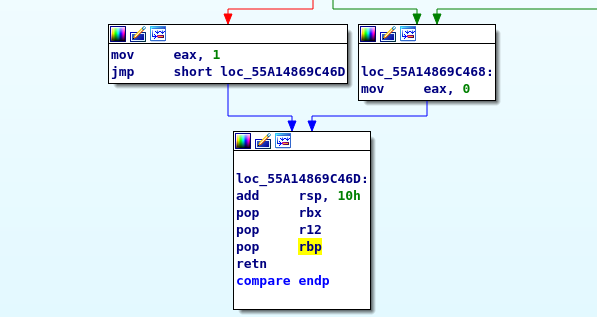 mov     eax, 1
jmp     short loc_55A14869C46D
loc_55A14869C468:
mov     eax, 0
loc_55A14869C46D:
add     rsp, 10h
pop     rbx
pop     r12
pop     rbp
retn
compare endp